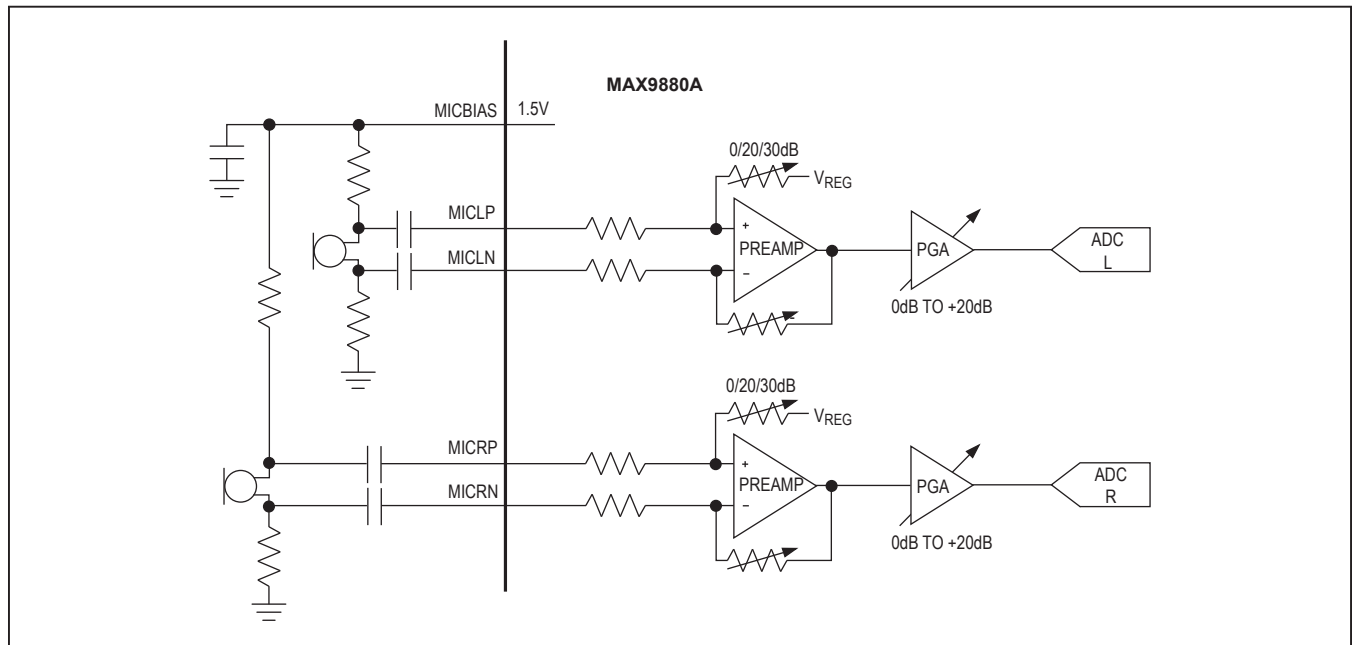 MAX9880A
MICBIAS 1.5V
0/20/30dB
VREG
MICLP
+
PREAMP
PGA
ADC
L
MICLN
−
0dB TO +20dB
0/20/30dB
VREG
MICRP
+
PREAMP
PGA
ADC
R
MICRN
−
0dB TO +20dB